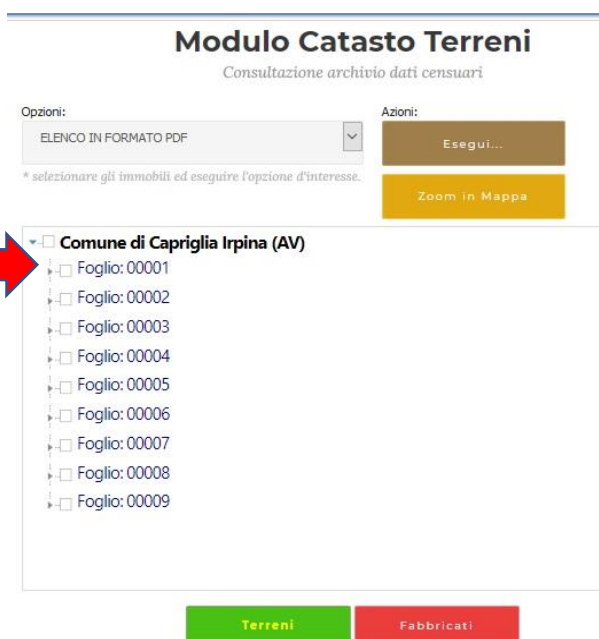 Modulo Catasto Terreni
Consultazione archivio dati censuari
Opzioni:
Azioni:
ELENCO IN FORMATO PDF
Esegui...
* selezionare gli immobili ed eseguire l'opzione d'interesse.
Zoom in Mappa
Comune di Capriglia Irpina (AV)
Foglio: 00001
Foglio: 00002
Foglio: 00003
Foglio: 00004
Foglio: 00005
Foglio: 00006
Foglio: 00007
Foglio: 00008
Foglio: 00009
Terreni
Fabbricati